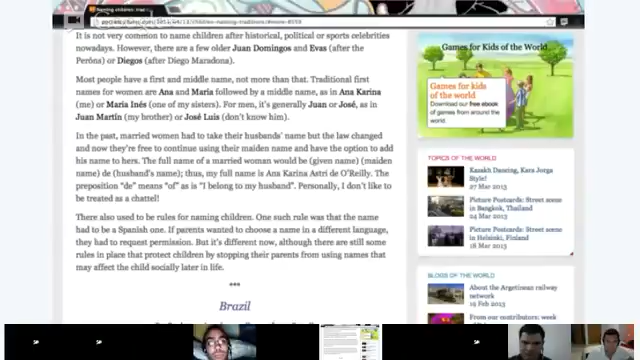 Naming children:
It is not very common to name children after historical, political or sports celebrities
nowadays. However, there are a few older Juan Domingos and Evas (after the
Peróns) or Diegos (after Diego Maradona).
Most people have a first and middle name, not more than that. Traditional first
names for women are Ana and Maria followed by a middle name, as in Ana Karina
(me) or Maria Inés (one of my sisters). For men, it's generally Juan or José, as in
Juan Martín (my brother) or José Luis (don't know him).
In the past, married women had to take their husbands' name but the law changed
and now they're free to continue using their maiden name and have the option to add
his name to hers. The full name of a married woman would be (given name) (maiden
name) de (husband's name); thus, my full name is Ana Karina Astri de O'Reilly. The
preposition "de" means "of" as is "I belong to my husband". Personally, I don't like to
be treated as a chattel!
There also used to be rules for naming children. One such rule was that the name
had to be a Spanish one. If parents wanted to choose a name in a different language,
they had to request permission. But it's different now, although there are still some
rules in place that protect children by stopping their parents from using names that
may affect the child socially later in life.
***
Brazil
Games for Kids of the World
Games for kids
of the world
Download our free ebook
of games from around the
world
TOPICS OF THE WORLD
Kazakh Dancing, Kara Jorga
Style!
27 Mar 2013
Picture Postcards: Street scene
in Bangkok, Thailand
24 Mar 2013
Picture Postcards: Street scene
in Helsinki, Finland
18 Mar 2013
BLOGS OF THE WORLD
About the Argentinean railway
network
19 Feb 2013
From our contributors: week